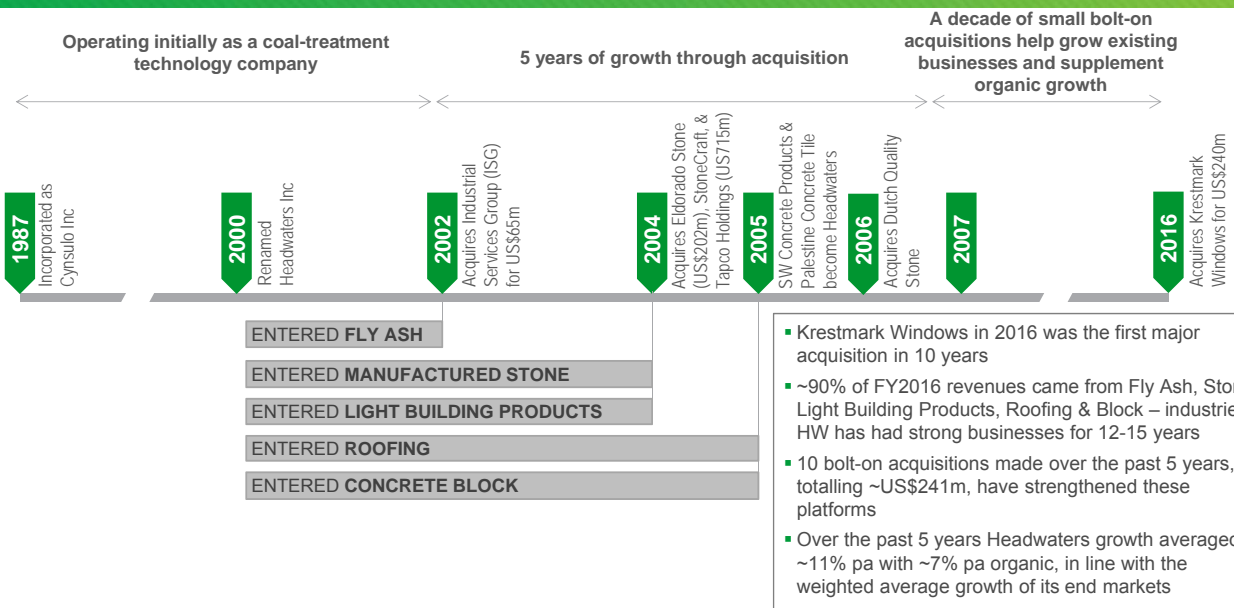 Operating initially as a coal-treatment
technology company
5 years of growth through acquisition
A decade of small bolt-on
acquisitions help grow existing
businesses and supplement
organic growth
1987
Incorporated as
Cynsulo Inc
2000
Renamed
Headwaters Inc
2002
Acquires Industrial
Services Group (ISG)
for US$65m
2004
Acquires Eldorado Stone
(US$202m), StoneCraft, &
Tapco Holdings (US715m)
2005
SW Concrete Products &
Palestine Concrete Tile
become Headwaters
2006
Acquires Dutch Quality
Stone
2007
2016
Acquires Krestmark
Windows for US$240m
ENTERED FLY ASH
ENTERED MANUFACTURED STONE
ENTERED LIGHT BUILDING PRODUCTS
ENTERED ROOFING
ENTERED CONCRETE BLOCK
▪ Krestmark Windows in 2016 was the first major
acquisition in 10 years
▪ ~90% of FY2016 revenues came from Fly Ash,
Light Building Products, Roofing & Block –
HW has had strong businesses for 12-15 years
▪ 10 bolt-on acquisitions made over the past 5 years,
totalling ~US$241m, have strengthened these
platforms
▪ Over the past 5 years Headwaters growth averaged
~11% pa with ~7% pa organic, in line with the
weighted average growth of its end markets